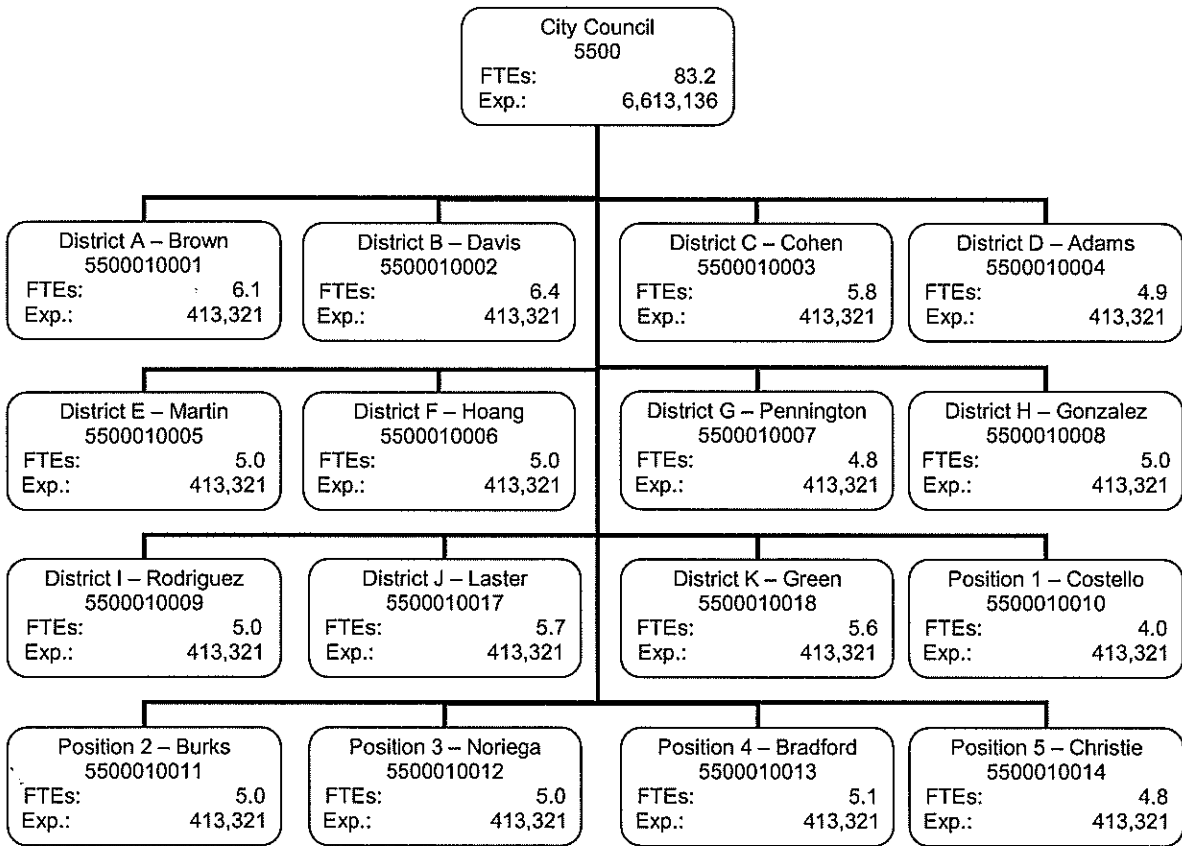 City Council
5500
FTEs: 83.2
Exp.: 6,613,136
District A – Brown
5500010001
FTEs: 6.1
Exp.: 413,321
District B – Davis
5500010002
FTEs: 6.4
Exp.: 413,321
District C – Cohen
5500010003
FTEs: 5.8
Exp.: 413,321
District D – Adams
5500010004
FTEs: 4.9
Exp.: 413,321
District E – Martin
5500010005
FTEs: 5.0
Exp.: 413,321
District F – Hoang
5500010006
FTEs: 5.0
Exp.: 413,321
District G – Pennington
5500010007
FTEs: 4.8
Exp.: 413,321
District H – Gonzalez
5500010008
FTEs: 5.0
Exp.: 413,321
District I – Rodriguez
5500010009
FTEs: 5.0
Exp.: 413,321
District J – Laster
5500010017
FTEs: 5.7
Exp.: 413,321
District K – Green
5500010018
FTEs: 5.6
Exp.: 413,321
Position 1 – Costello
5500010010
FTEs: 4.0
Exp.: 413,321
Position 2 – Burks
5500010011
FTEs: 5.0
Exp.: 413,321
Position 3 – Noriega
5500010012
FTEs: 5.0
Exp.: 413,321
Position 4 – Bradford
5500010013
FTEs: 5.1
Exp.: 413,321
Position 5 – Christie
5500010014
FTEs: 4.8
Exp.: 413,321